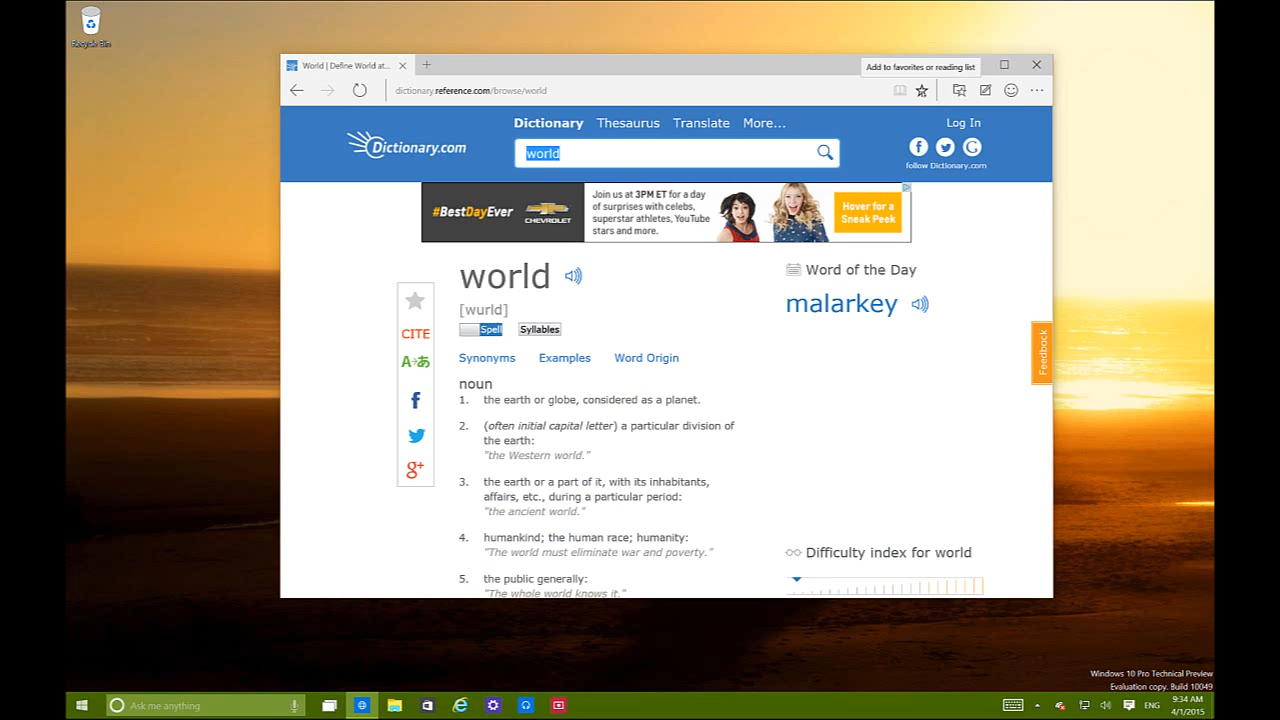 Recycle Bin
World | Define World at...
Add to favorites or reading list
dictionary.reference.com/browse/world
Dictionary Thesaurus Translate More...
Log In
Dictionary.com
world
follow Dictionary.com
#BestDayEver
CHEVROLET
Join us at 3PM ET for a day
of surprises with celebs,
superstar athletes, YouTube
stars and more.
Hover for a
Sneak Peek
world
[wurld]
Spell Syllables
Synonyms Examples Word Origin
noun
1. the earth or globe, considered as a planet.
2. (often initial capital letter) a particular division of
the earth:
"the Western world."
3. the earth or a part of it, with its inhabitants,
affairs, etc., during a particular period:
"the ancient world."
4. humankind; the human race; humanity:
"The world must eliminate war and poverty."
5. the public generally:
"The whole world knows it."
CITE
A→あ
f
g+
Word of the Day
malarkey
Feedback
Difficulty index for world
Windows 10 Pro Technical Preview
Evaluation copy. Build 10049
Ask me anything
ENG
9:34 AM
4/1/2015